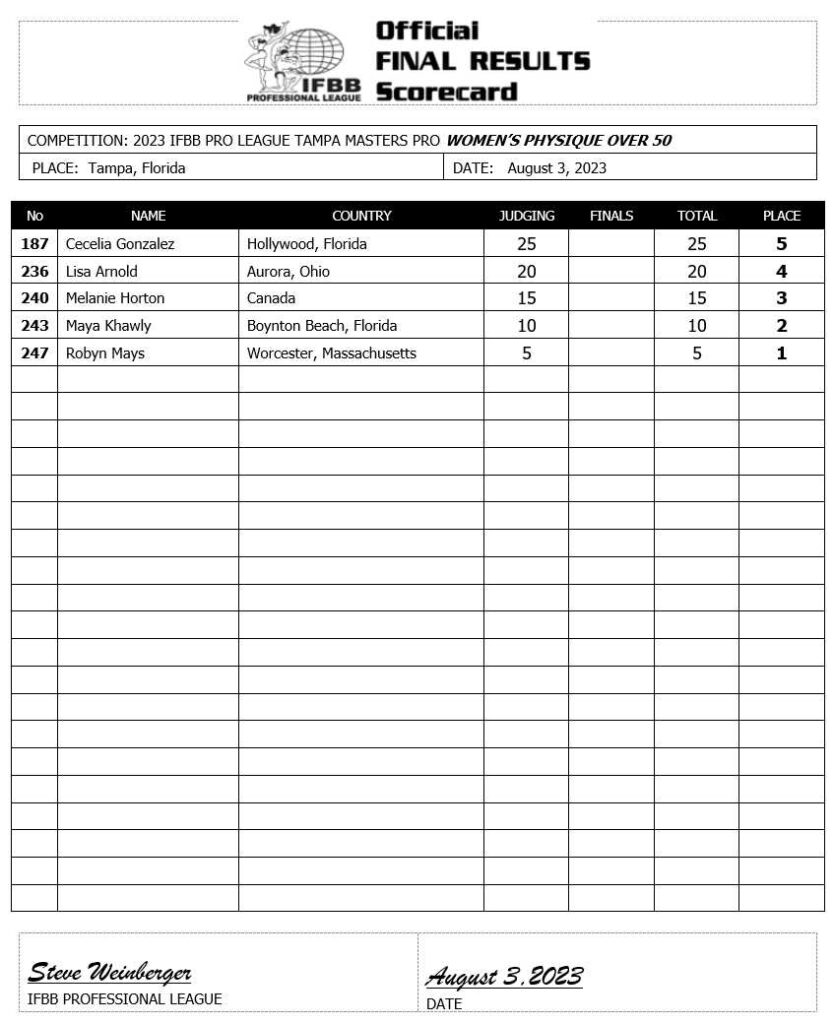 Official
FINAL RESULTS
Scorecard
IFBB
PROFESSIONAL LEAGUE
COMPETITION: 2023 IFBB PRO LEAGUE TAMPA MASTERS PRO WOMEN'S PHYSIQUE OVER 50
PLACE: Tampa, Florida DATE: August 3, 2023
No NAME COUNTRY JUDGING FINALS TOTAL PLACE
187 Cecelia Gonzalez Hollywood, Florida 25 25 5
236 Lisa Arnold Aurora, Ohio 20 20 4
240 Melanie Horton Canada 15 15 3
243 Maya Khawly Boynton Beach, Florida 10 10 2
247 Robyn Mays Worcester, Massachusetts 5 5 1
Steve Weinberger August 3, 2023
IFBB PROFESSIONAL LEAGUE DATE